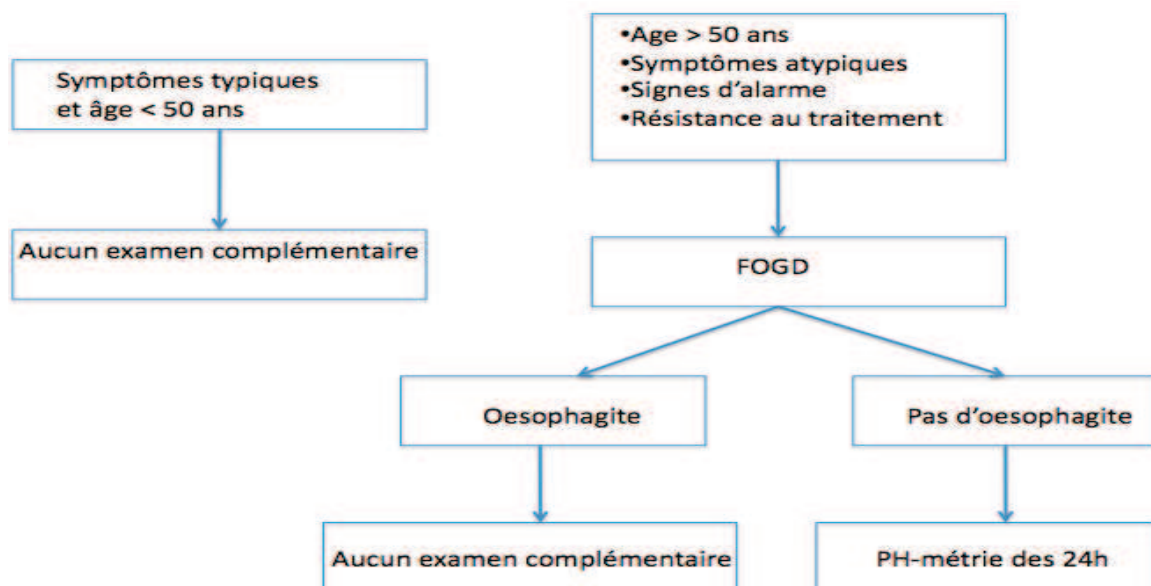 Symptômes typiques
et âge < 50 ans
Aucun examen complémentaire
•Age > 50 ans
•Symptômes atypiques
•Signes d’alarme
•Résistance au traitement
FOGD
Oesophagite
Pas d’oesophagite
Aucun examen complémentaire
PH-métrie des 24h